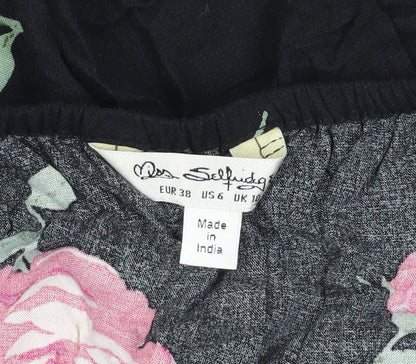 Miss Selfridg
EUR 38 US 6 UK 10
Made
in
India